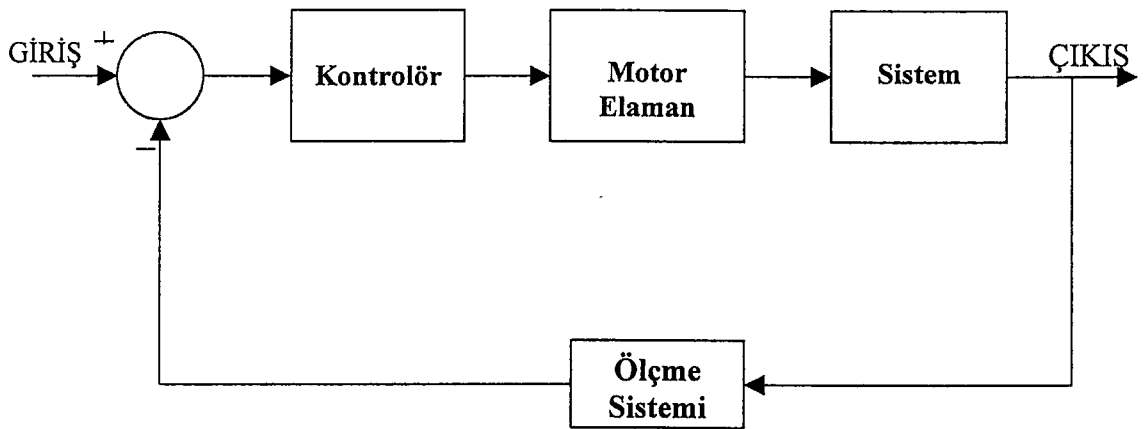 GİRİŞ
+
Kontrolör
Motor
Elaman
Sistem
ÇIKIŞ
−
Ölçme
Sistemi